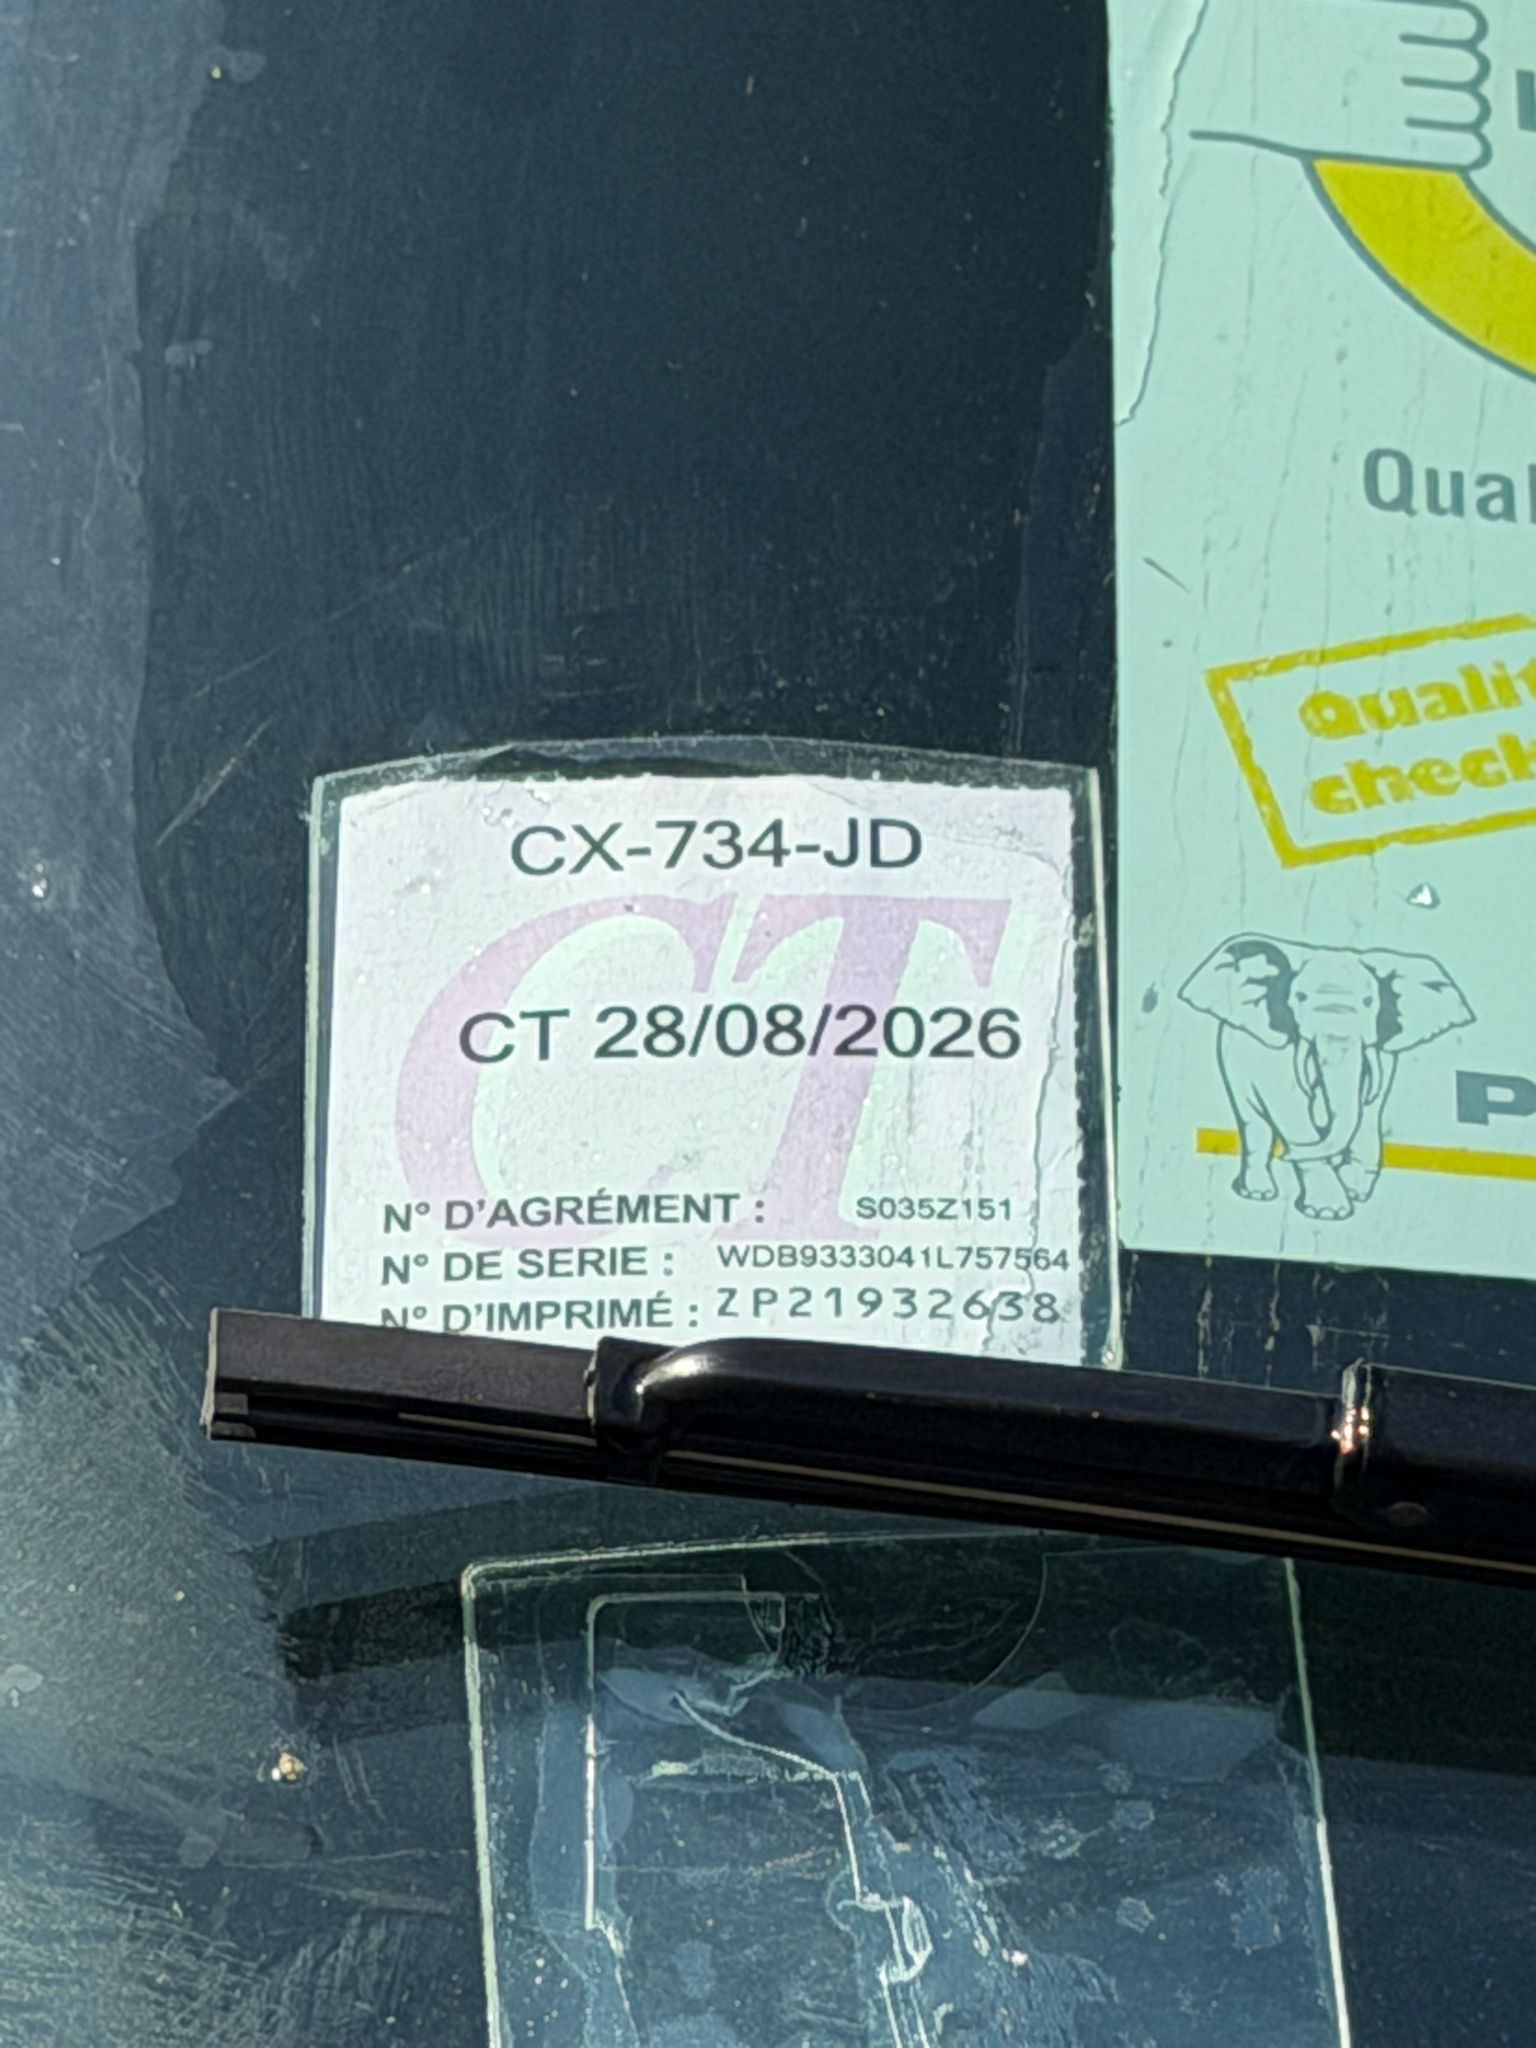 Qual
Qualit
check
CX-734-JD
CT
CT 28/08/2026
N° D'AGRÉMENT : S035Z151
N° DE SERIE : WDB9333041L757564
N° D'IMPRIMÉ : ZP21932638
P